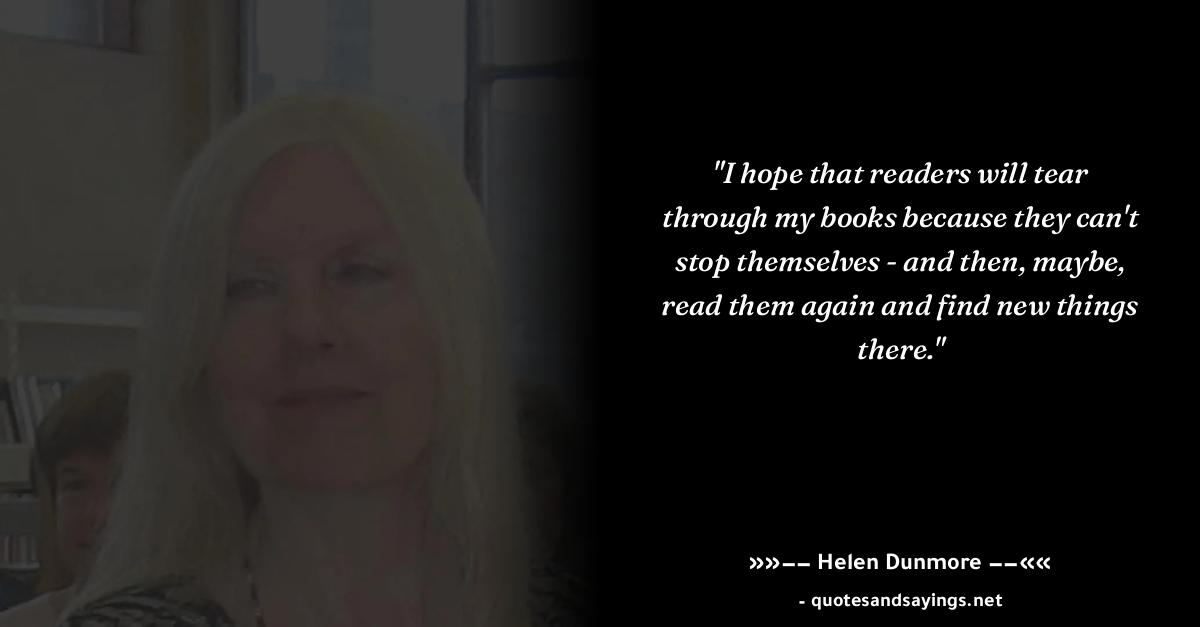 "I hope that readers will tear
through my books because they can't
stop themselves - and then, maybe,
read them again and find new things
there."
»»−− Helen Dunmore −−««
- quotesandsayings.net